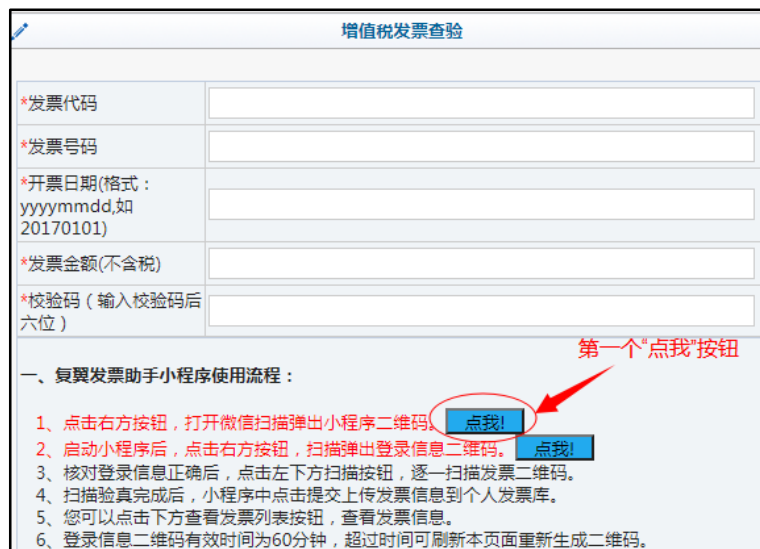 增值税发票查验
*发票代码
*发票号码
*开票日期(格式：
yyyymmdd,如
20170101)
*发票金额(不含税)
*校验码（输入校验码后
六位）
第一个“点我”按钮
一、复翼发票助手小程序使用流程：
1、点击右方按钮，打开微信扫描弹出小程序二维码。 点我!
2、启动小程序后，点击右方按钮，扫描弹出登录信息二维码。 点我!
3、核对登录信息正确后，点击左下方扫描按钮，逐一扫描发票二维码。
4、扫描验真完成后，小程序中点击提交上传发票信息到个人发票库。
5、您可以点击下方查看发票列表按钮，查看发票信息。
6、登录信息二维码有效时间为60分钟，超过时间可刷新本页面重新生成二维码。